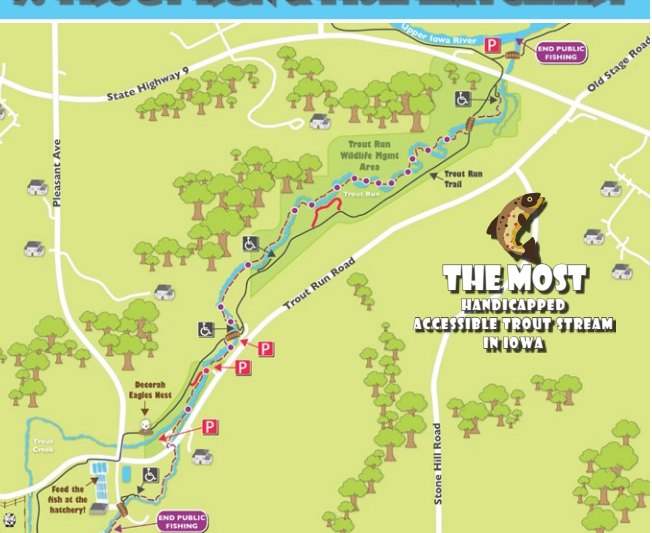 Upper Iowa River
P
END PUBLIC
FISHING
State Highway 9
Old Stage Road
Pleasant Ave
Trout Run
Wildlife Mgmt
Area
Trout Run
Trail
Trout Run
THE MOST
HANDICAPPED
ACCESSIBLE TROUT STREAM
IN IOWA
Trout Run Road
P
P
Decorah
Eagles Nest
P
Trout
Creek
Stone Hill Road
Feed the
fish at the
hatchery!
END PUBLIC
FISHING